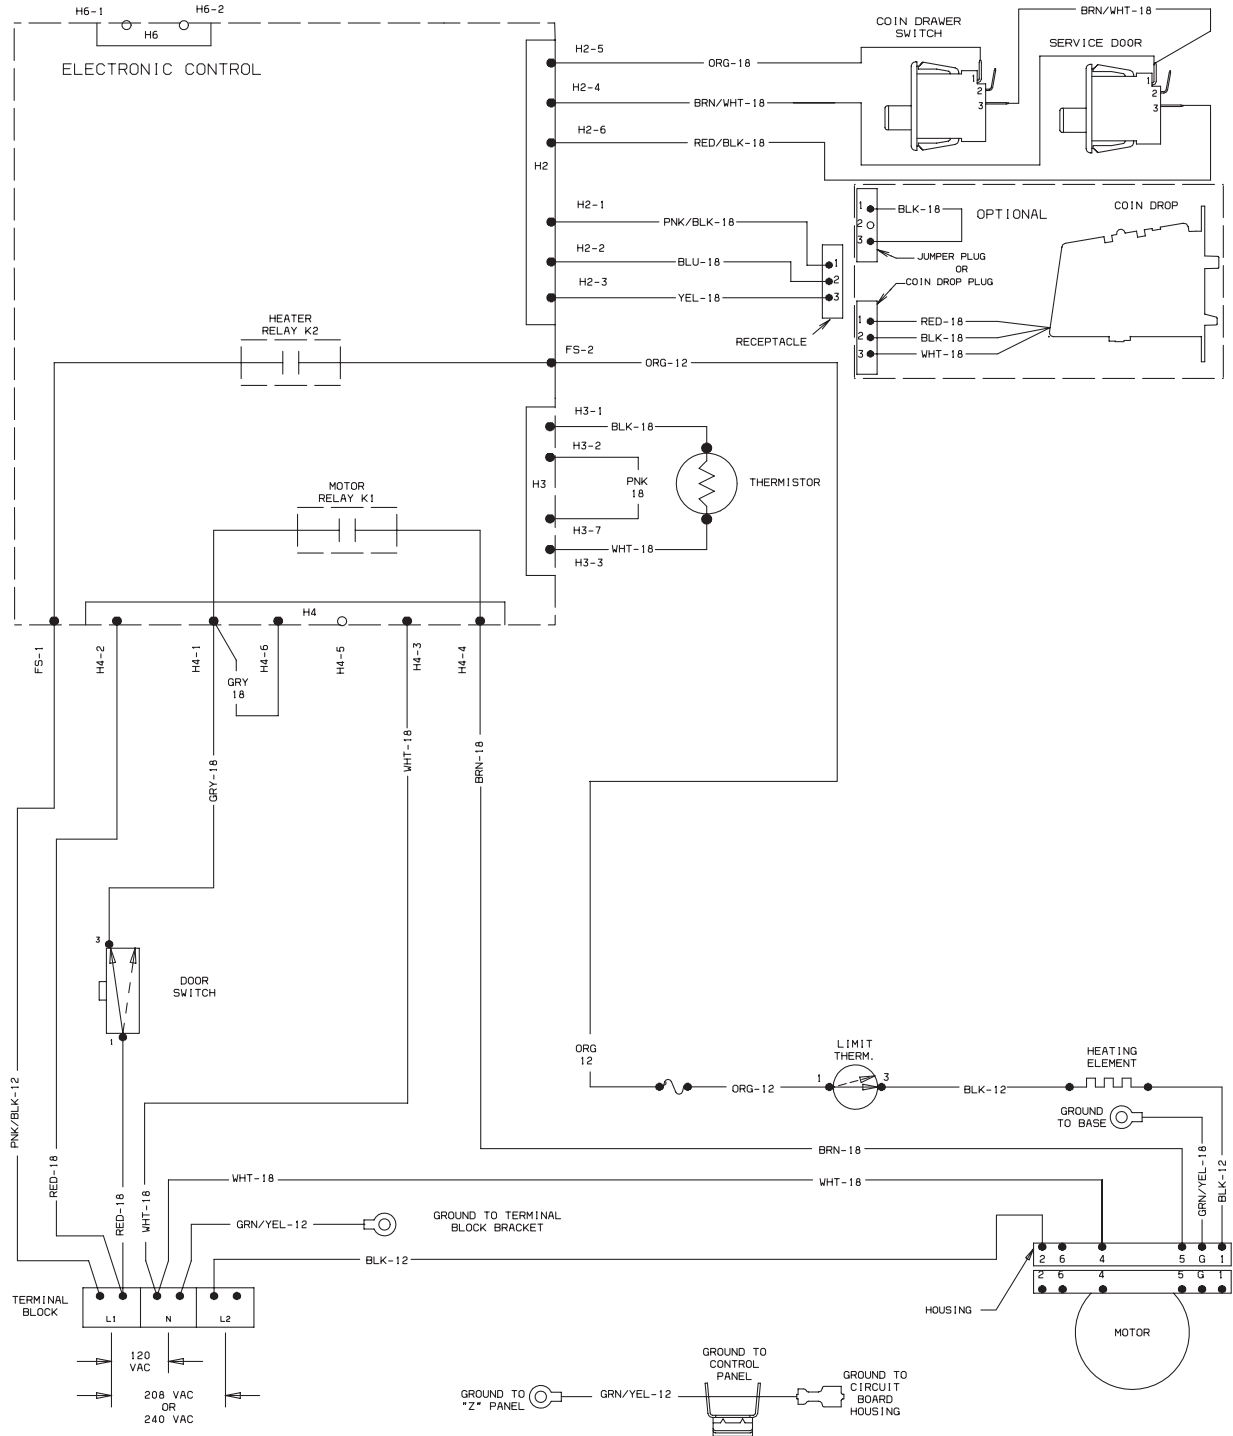 H6-1
H6-2
H6
ELECTRONIC CONTROL
H2-5
ORG-18
H2-4
BRN/WHT-18
H2-6
RED/BLK-18
H2
H2-1
PNK/BLK-18
H2-2
BLU-18
H2-3
YEL-18
COIN DRAWER
SWITCH
BRN/WHT-18
SERVICE DOOR
1
2
3
1
2
3
1
2
3
RECEPTACLE
1
2
3
BLK-18
OPTIONAL
COIN DROP
JUMPER PLUG
OR
COIN DROP PLUG
1
2
3
RED-18
BLK-18
WHT-18
HEATER
RELAY K2
FS-2
ORG-12
H3-1
BLK-18
H3-2
H3
PNK
18
THERMISTOR
H3-7
WHT-18
H3-3
MOTOR
RELAY K1
H4
FS-1
H4-2
H4-1
H4-6
H4-5
H4-3
H4-4
GRY
18
GRY-18
WHT-18
BRN-18
3
DOOR
SWITCH
1
ORG
12
ORG-12
LIMIT
THERM.
1
3
BLK-12
HEATING
ELEMENT
GROUND
TO BASE
PNK/BLK-12
RED-18
RED-18
WHT-18
BRN-18
GRN/YEL-18
BLK-12
WHT-18
WHT-18
GRN/YEL-12
GROUND TO TERMINAL
BLOCK BRACKET
BLK-12
TERMINAL
BLOCK
L1
N
L2
120
VAC
208 VAC
OR
240 VAC
HOUSING
2 6 4 5 G 1
2 6 4 5 G 1
MOTOR
GROUND TO
CONTROL
PANEL
GROUND TO
"Z" PANEL
GRN/YEL-12
GROUND TO
CIRCUIT
BOARD
HOUSING